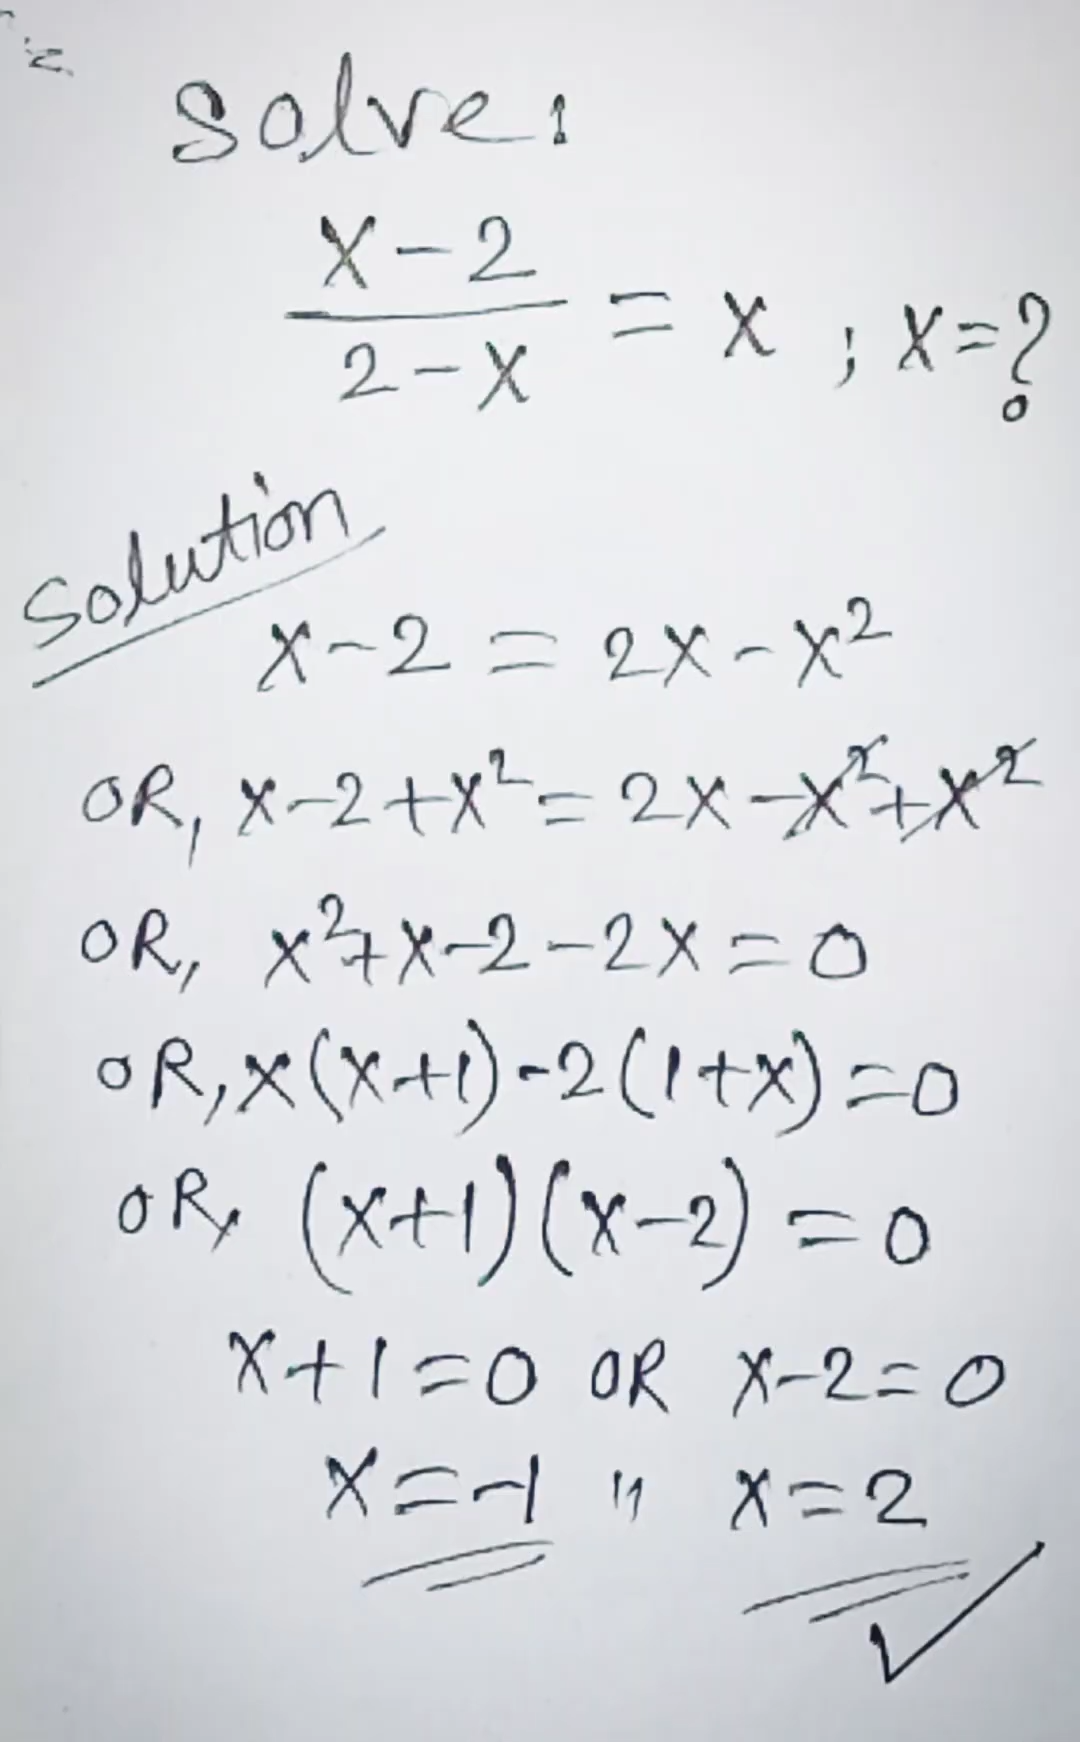 Solve:
x-2/2-x = x ; x=?
Solution
x-2 = 2x-x²
OR, x-2+x² = 2x-x²+x²
OR, x²+x-2-2x=0
OR, x(x+1)-2(1+x)=0
OR, (x+1)(x-2)=0
x+1=0 OR x-2=0
x=-1 " x=2